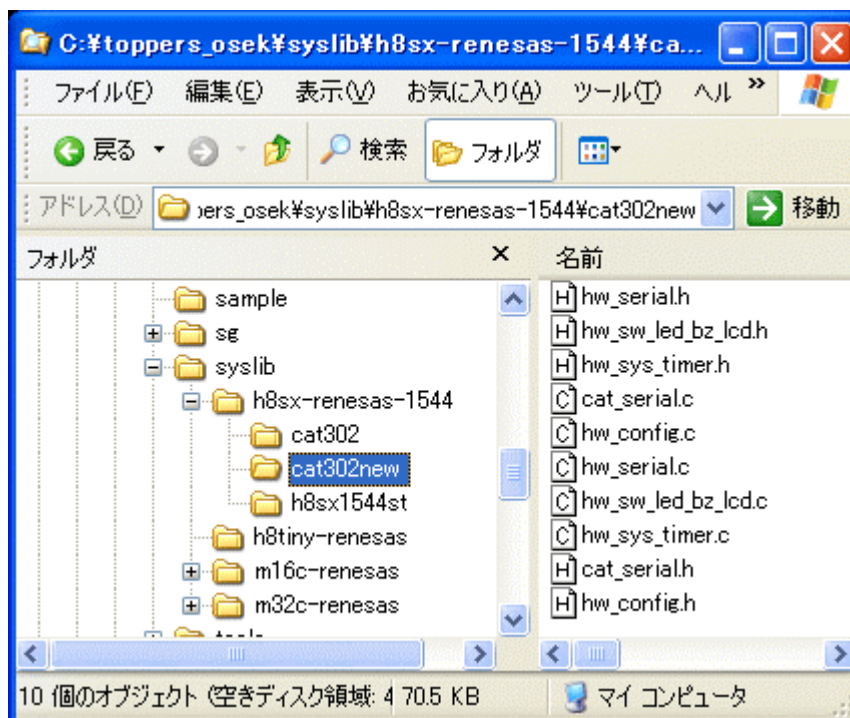 C:¥toppers_osek¥syslib¥h8sx-renesas-1544¥ca...
ファイル(F) 編集(E) 表示(V) お気に入り(A) ツール(T) ヘル »
戻る 検索 フォルダ
アドレス(D) pers_osek¥syslib¥h8sx-renesas-1544¥cat302new 移動
フォルダ x
名前
sample
sg
syslib
h8sx-renesas-1544
cat302
cat302new
h8sx1544st
h8tiny-renesas
m16c-renesas
m32c-renesas
hw_serial.h
hw_sw_led_bz_lcd.h
hw_sys_timer.h
cat_serial.c
hw_config.c
hw_serial.c
hw_sw_led_bz_lcd.c
hw_sys_timer.c
cat_serial.h
hw_config.h
10 個のオブジェクト (空きディスク領域: 4 70.5 KB マイ コンピュータ